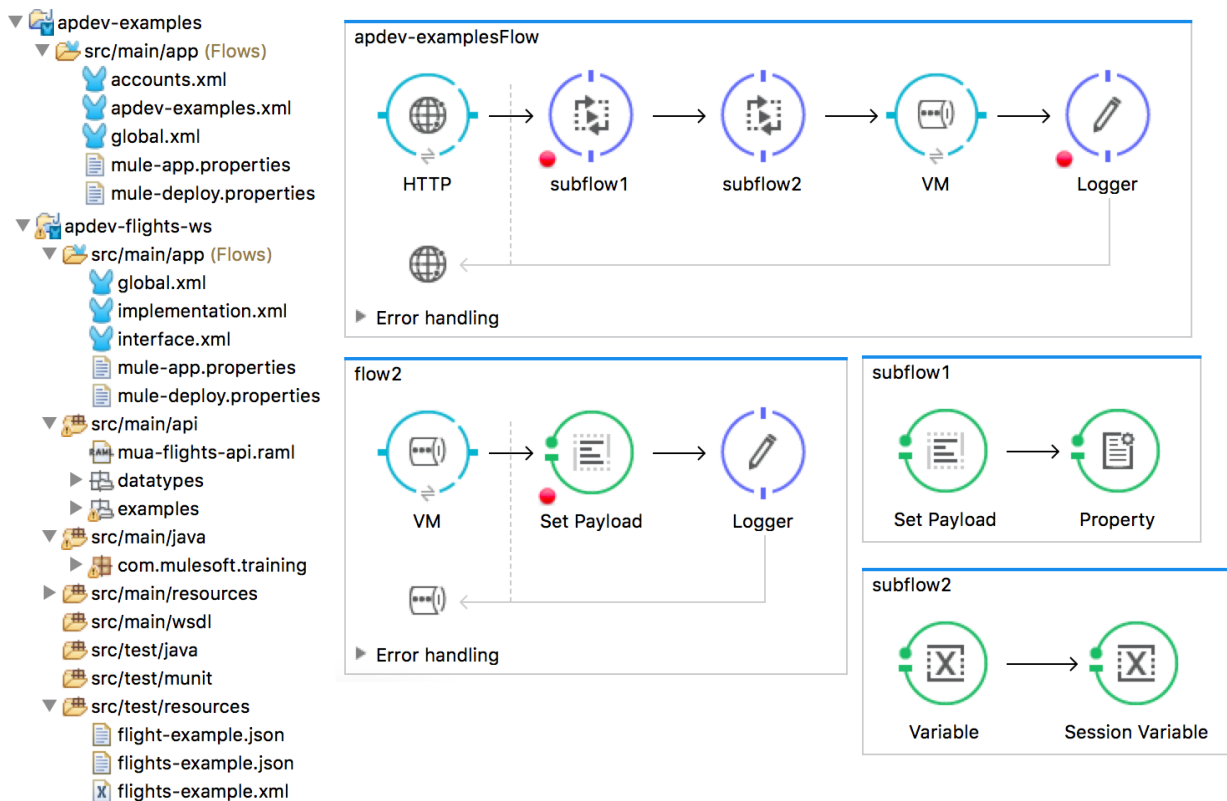 apdev-examples
src/main/app (Flows)
accounts.xml
apdev-examples.xml
global.xml
mule-app.properties
mule-deploy.properties
apdev-flights-ws
src/main/app (Flows)
global.xml
implementation.xml
interface.xml
mule-app.properties
mule-deploy.properties
src/main/api
RAML
mua-flights-api.raml
datatypes
examples
src/main/java
com.mulesoft.training
src/main/resources
src/main/wsdl
src/test/java
src/test/munit
src/test/resources
flight-example.json
flights-example.json
X
flights-example.xml
apdev-examplesFlow
HTTP
subflow1
subflow2
VM
Logger
Error handling
flow2
VM
Set Payload
Logger
Error handling
subflow1
Set Payload
Property
subflow2
X
X
Variable
Session Variable